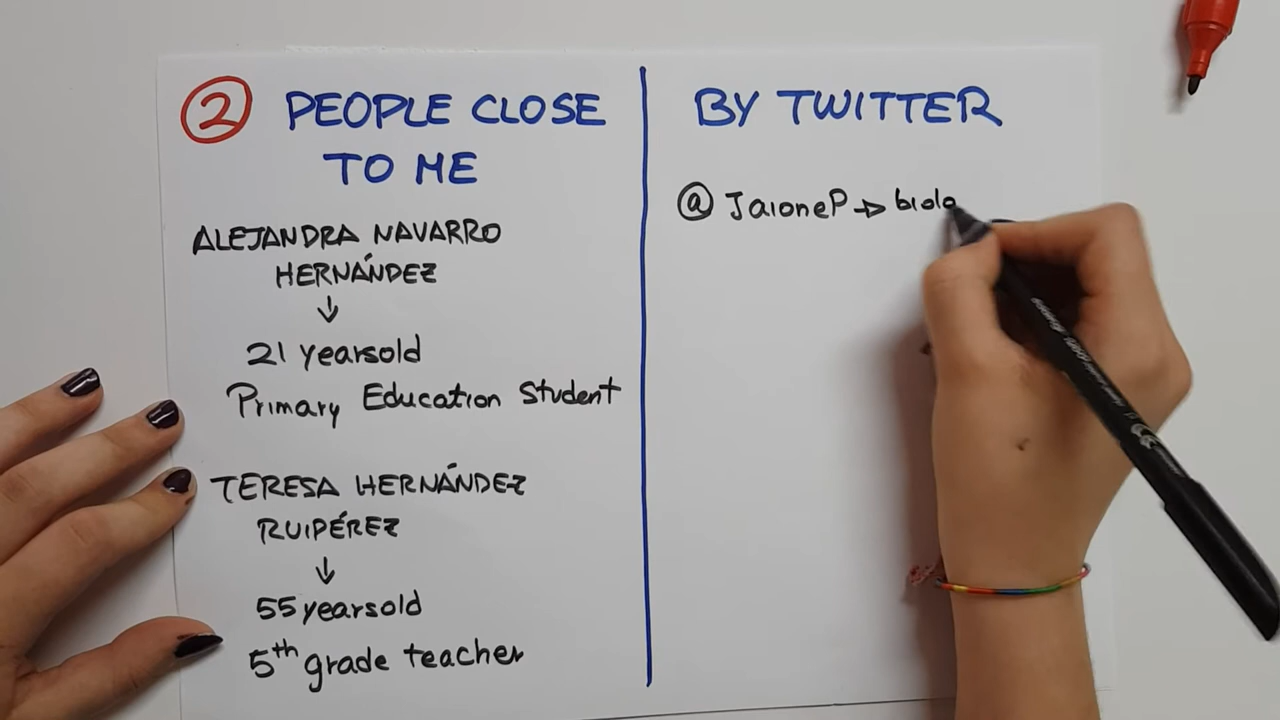 2 PEOPLE CLOSE
TO ME
ALEJANDRA NAVARRO
HERNÁNDEZ
↓
21 yearsold
Primary Education Student
TERESA HERNÁNDEZ
RUIPÉREZ
↓
55 yearsold
5th grade teacher
BY TWITTER
@ JaioneP → biolo